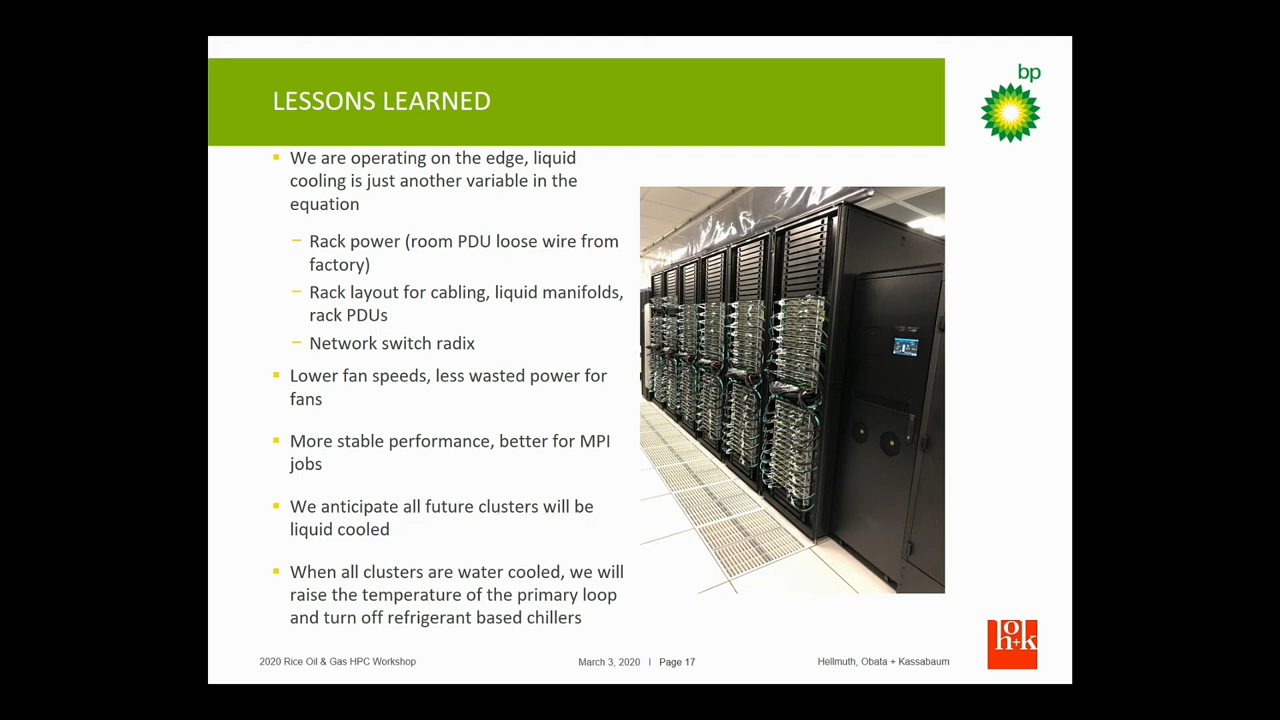 LESSONS LEARNED
bp
▪ We are operating on the edge, liquid
cooling is just another variable in the
equation
– Rack power (room PDU loose wire from
factory)
– Rack layout for cabling, liquid manifolds,
rack PDUs
– Network switch radix
▪ Lower fan speeds, less wasted power for
fans
▪ More stable performance, better for MPI
jobs
▪ We anticipate all future clusters will be
liquid cooled
▪ When all clusters are water cooled, we will
raise the temperature of the primary loop
and turn off refrigerant based chillers
2020 Rice Oil & Gas HPC Workshop
March 3, 2020 I Page 17
Hellmuth, Obata + Kassabaum
ho+k